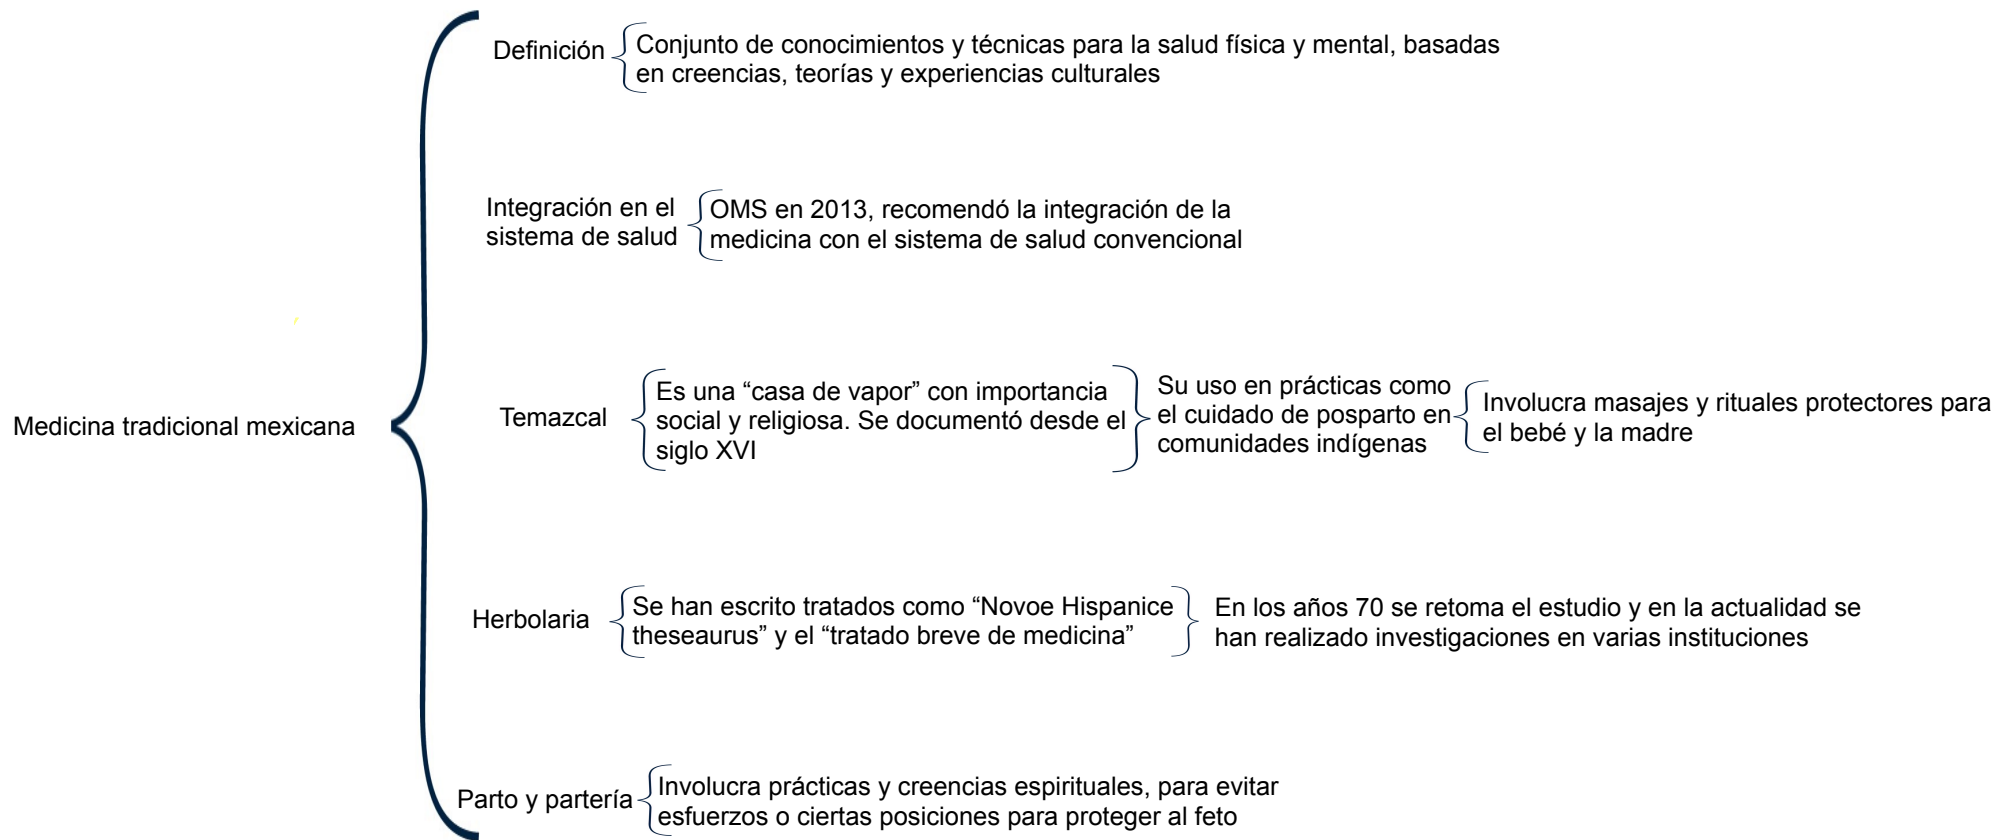 Definición
Conjunto de conocimientos y técnicas para la salud física y mental, basadas
en creencias, teorías y experiencias culturales
Integración en el
sistema de salud
OMS en 2013, recomendó la integración de la
medicina con el sistema de salud convencional
Medicina tradicional mexicana
Temazcal
Es una “casa de vapor” con importancia
social y religiosa. Se documentó desde el
siglo XVI
Su uso en prácticas como
el cuidado de posparto en
comunidades indígenas
Involucra masajes y rituales protectores para
el bebé y la madre
Herbolaria
Se han escrito tratados como “Novoe Hispanice
theseaurus” y el “tratado breve de medicina”
En los años 70 se retoma el estudio y en la actualidad se
han realizado investigaciones en varias instituciones
Parto y partería
Involucra prácticas y creencias espirituales, para evitar
esfuerzos o ciertas posiciones para proteger al feto